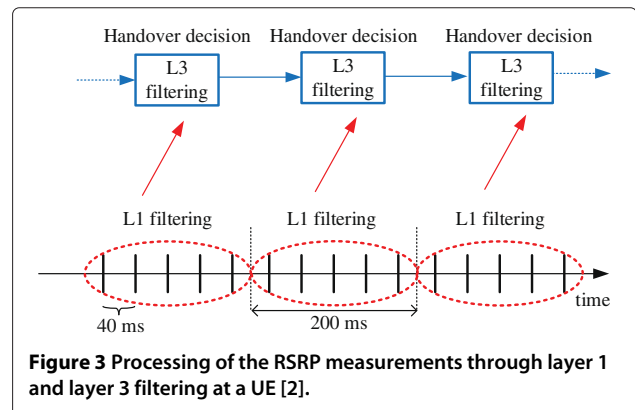 Handover decision Handover decision Handover decision
L3 filtering L3 filtering L3 filtering
L1 filtering L1 filtering L1 filtering
time
40 ms 200 ms
Figure 3 Processing of the RSRP measurements through layer 1
and layer 3 filtering at a UE [2].